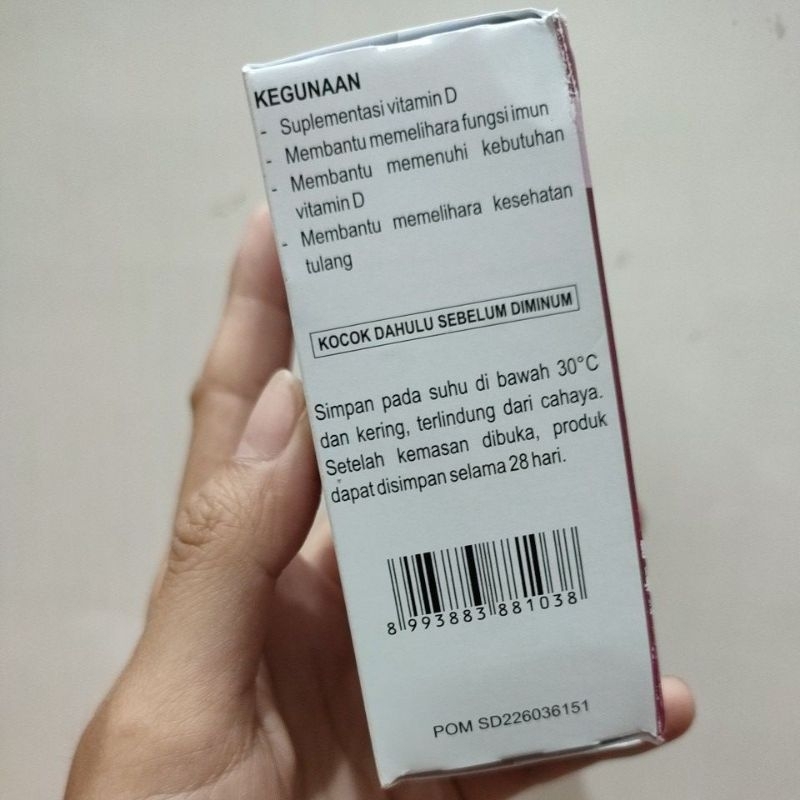 KEGUNAAN
- Suplementasi vitamin D
- Membantu memelihara fungsi imun
- Membantu memenuhi kebutuhan
vitamin D
- Membantu memelihara kesehatan
tulang
KOCOK DAHULU SEBELUM DIMINUM
Simpan pada suhu di bawah 30°C
dan kering, terlindung dari cahaya.
Setelah kemasan dibuka, produk
dapat disimpan selama 28 hari.
8 993883 881038
POM SD226036151